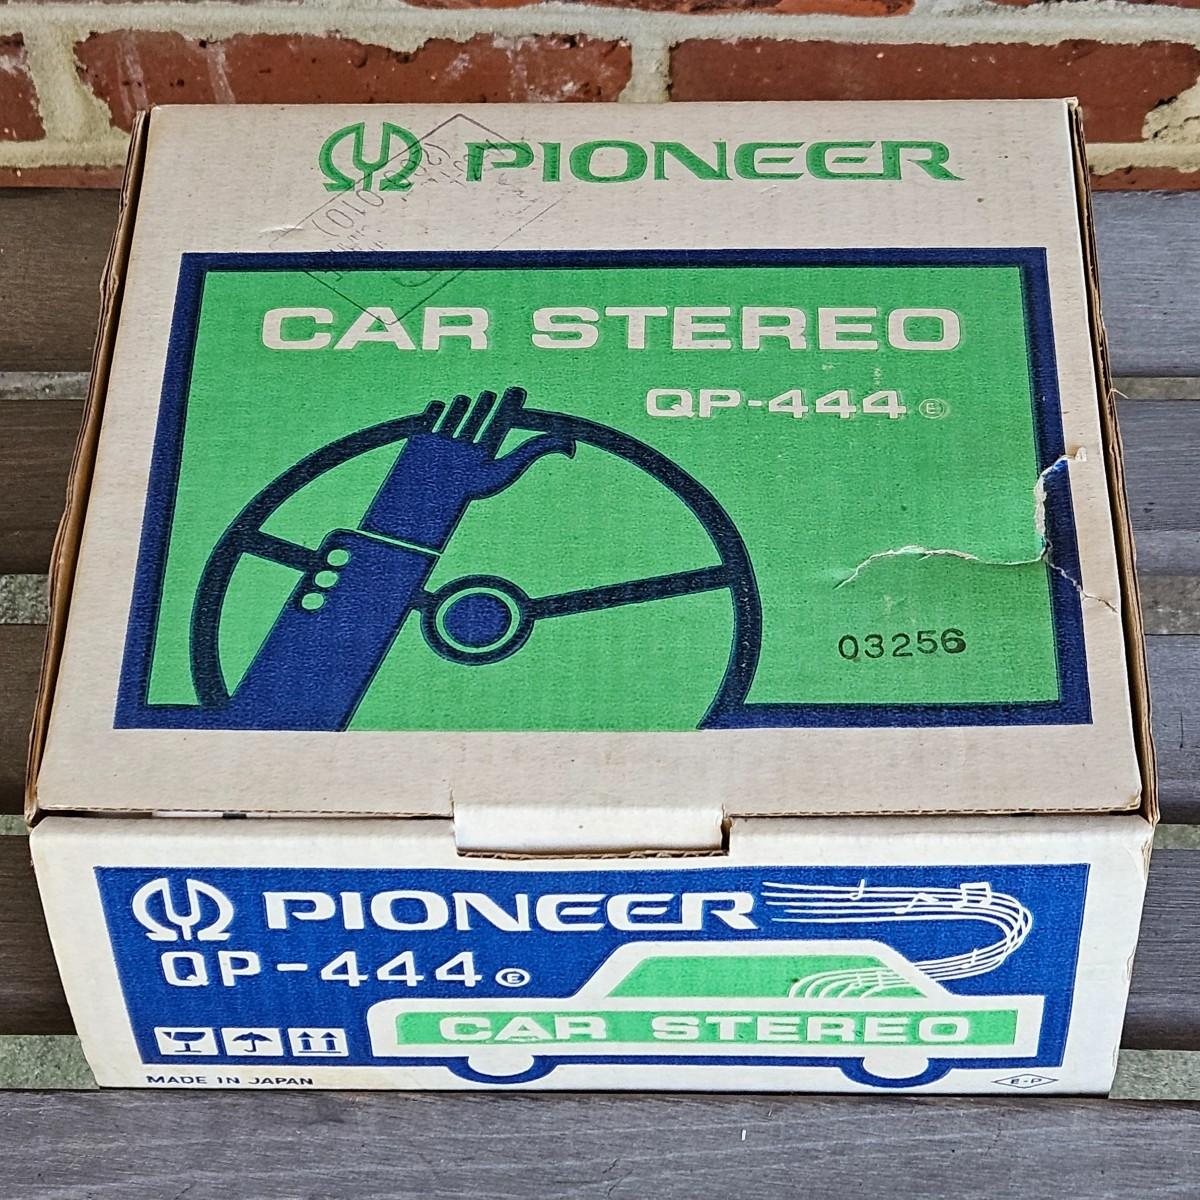 PIONEER
CAR STEREO
QP-444 E
03256
PIONEER
QP-444 E
CAR STEREO
MADE IN JAPAN
E-P